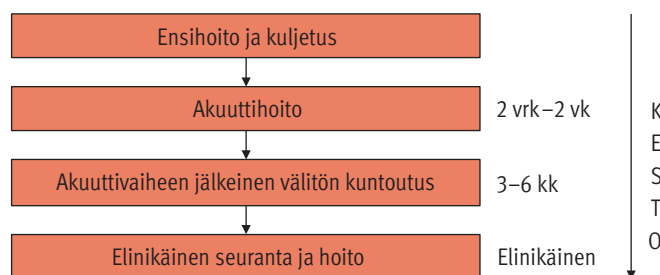 Ensihoito ja kuljetus
Akuuttihoito 2 vrk–2 vk
Akuuttivaiheen jälkeinen välitön kuntoutus 3–6 kk
Elinikäinen seuranta ja hoito Elinikäinen
K
E
S
T
O